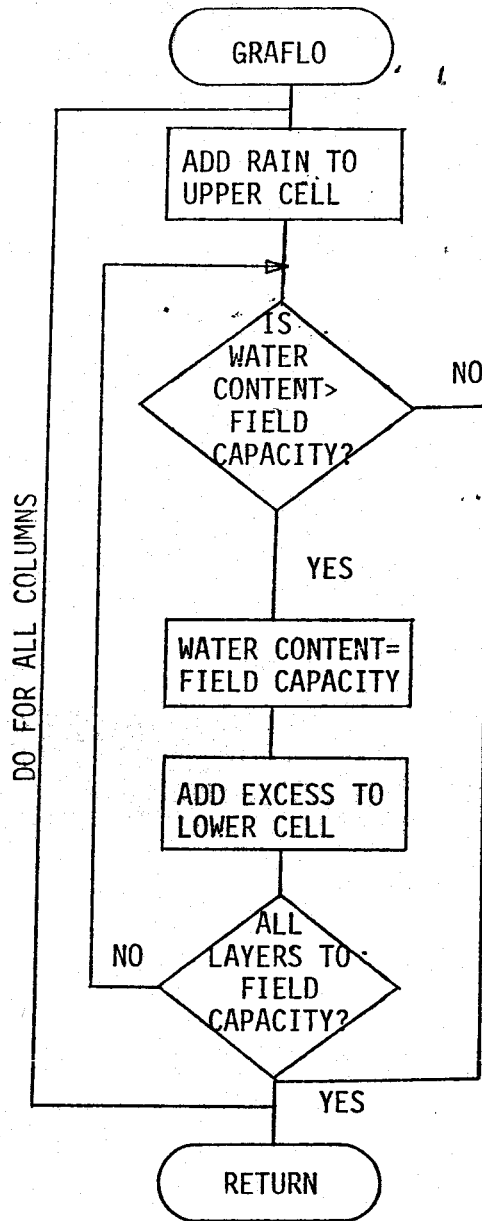 GRAFLO
ADD RAIN TO
UPPER CELL
IS
WATER
CONTENT>
FIELD
CAPACITY?
NO
YES
WATER CONTENT=
FIELD CAPACITY
ADD EXCESS TO
LOWER CELL
ALL
LAYERS TO
FIELD
CAPACITY?
NO
YES
DO FOR ALL COLUMNS
RETURN